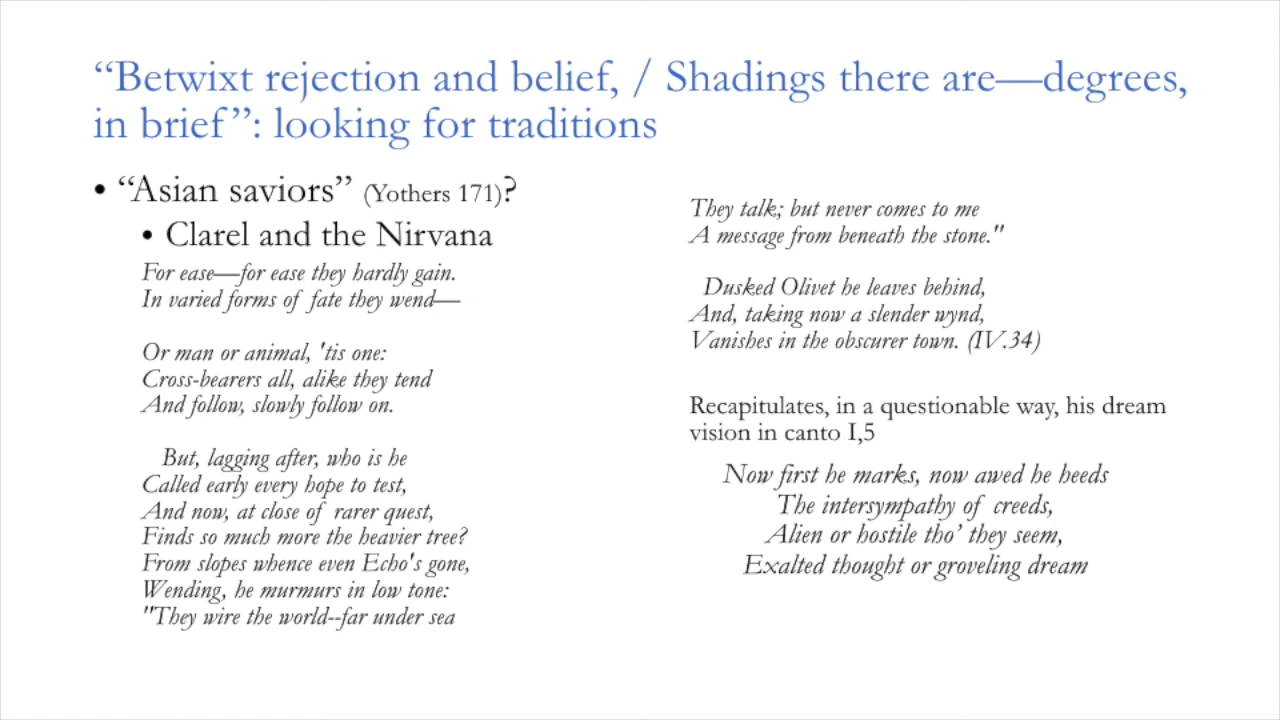 “Betwixt rejection and belief, / Shadings there are—degrees,
in brief”: looking for traditions
• “Asian saviors” (Yothers 171)?
• Clarel and the Nirvana
For ease—for ease they hardly gain.
In varied forms of fate they wend—
Or man or animal, 'tis one:
Cross-bearers all, alike they tend
And follow, slowly follow on.
But, lagging after, who is he
Called early every hope to test,
And now, at close of rarer quest,
Finds so much more the heavier tree?
From slopes whence even Echo's gone,
Wending, he murmurs in low tone:
"They wire the world--far under sea
They talk; but never comes to me
A message from beneath the stone."
Dusked Olivet he leaves behind,
And, taking now a slender wynd,
Vanishes in the obscurer town. (IV.34)
Recapitulates, in a questionable way, his dream
vision in canto I,5
Now first he marks, now awed he heeds
The intersympathy of creeds,
Alien or hostile tho’ they seem,
Exalted thought or groveling dream